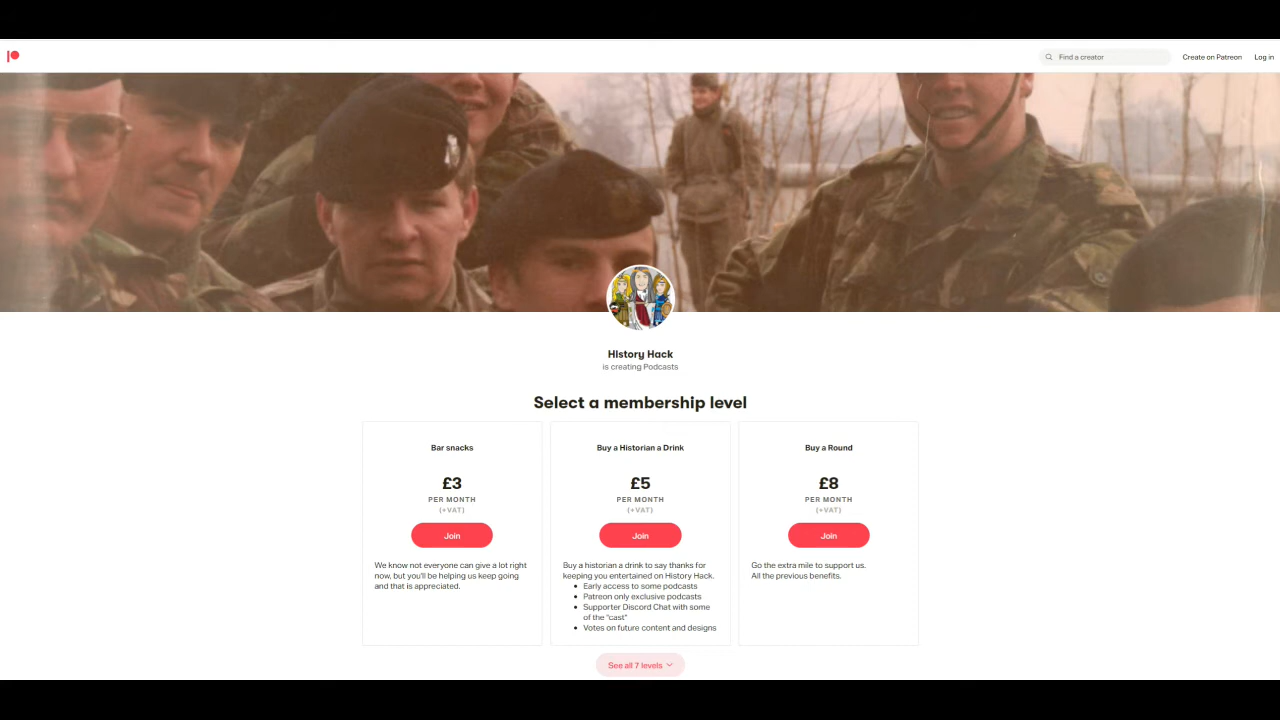 Find a creator
Create on Patreon
Log in
HIstory Hack
is creating Podcasts
Select a membership level
Bar snacks
£3
PER MONTH
(+VAT)
Join
We know not everyone can give a lot right
now, but you'll be helping us keep going
and that is appreciated.
Buy a Historian a Drink
£5
PER MONTH
(+VAT)
Join
Buy a historian a drink to say thanks for
keeping you entertained on History Hack.
• Early access to some podcasts
• Patreon only exclusive podcasts
• Supporter Discord Chat with some
of the "cast"
• Votes on future content and designs
Buy a Round
£8
PER MONTH
(+VAT)
Join
Go the extra mile to support us.
All the previous benefits.
See all 7 levels